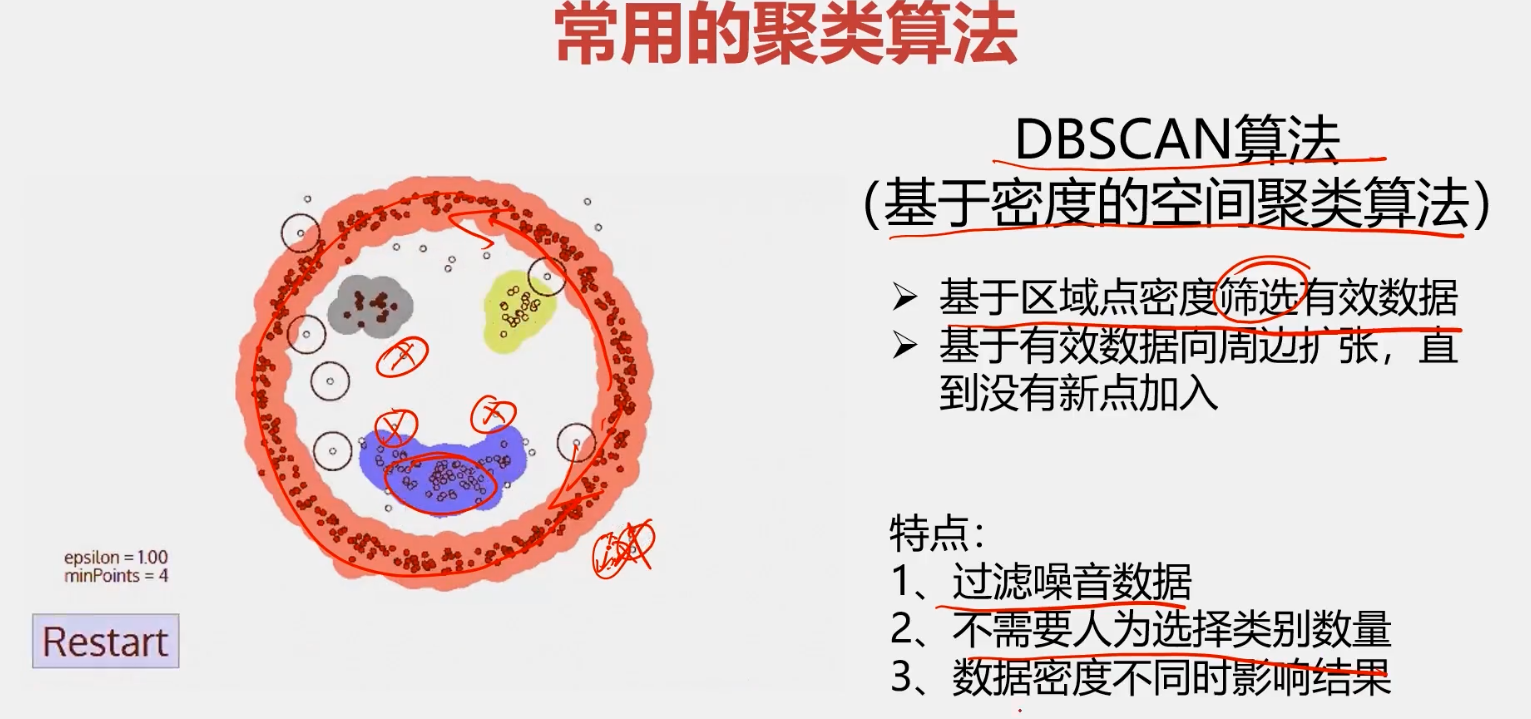 常用的聚类算法
DBSCAN算法
（基于密度的空间聚类算法）
➢ 基于区域点密度筛选有效数据
➢ 基于有效数据向周边扩张，直
到没有新点加入
特点：
1、过滤噪音数据
2、不需要人为选择类别数量
3、数据密度不同时影响结果
epsilon = 1.00
minPoints = 4
Restart